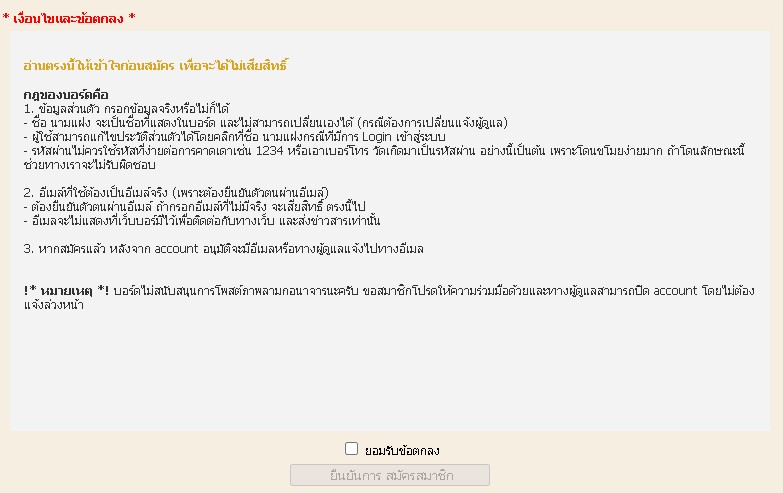 * เงื่อนไขและข้อตกลง *
อ่านตรงนี้ให้เข้าใจก่อนสมัคร เพื่อจะได้ไม่เสียสิทธิ์
กฎของบอร์ดคือ
1. ข้อมูลส่วนตัว กรอกข้อมูลจริงหรือไม่ก็ได้
- ชื่อ นามแฝง จะเป็นชื่อที่แสดงในบอร์ด และไม่สามารถเปลี่ยนเองได้ (กรณีต้องการเปลี่ยนแจ้งผู้ดูแล)
- ผู้ใช้สามารถแก้ไขประวัติส่วนตัวได้โดยคลิกที่ชื่อ นามแฝงกรณีที่มีการ Login เข้าสู่ระบบ
- รหัสผ่านไม่ควรใช้รหัสที่ง่ายต่อการคาดเดาเช่น 1234 หรือเอาเบอร์โทร วัดเกิดมาเป็นรหัสผ่าน อย่างนี้เป็นต้น เพราะโดนขโมยง่ายมาก ถ้าโดนลักษณะนี้
ช่วยทางเราจะไม่รับผิดชอบ
2. อีเมล์ที่ใช้ต้องเป็นอีเมล์จริง (เพราะต้องยืนยันตัวตนผ่านอีเมล์)
- ต้องยืนยันตัวตนผ่านอีเมล์ ถ้ากรอกอีเมล์ที่ไม่มีจริง จะเสียสิทธิ์ ตรงนี้ไป
- อีเมลจะไม่แสดงที่เว็บบอร์มีไว้เพื่อติดต่อกับทางเว็บ และส่งข่าวสารเท่านั้น
3. หากสมัครแล้ว หลังจาก account อนุมัติจะมีอีเมลหรือทางผู้ดูแลแจ้งไปทางอีเมล
!* หมายเหตุ *! บอร์ดไม่สนับสนุนการโพสต์ภาพลามกอนาจารนะครับ ขอสมาชิกโปรดให้ความร่วมมือด้วยและทางผู้ดูแลสามารถปิด account โดยไม่ต้อง
แจ้งล่วงหน้า
ยอมรับข้อตกลง
ยืนยันการ สมัครสมาชิก